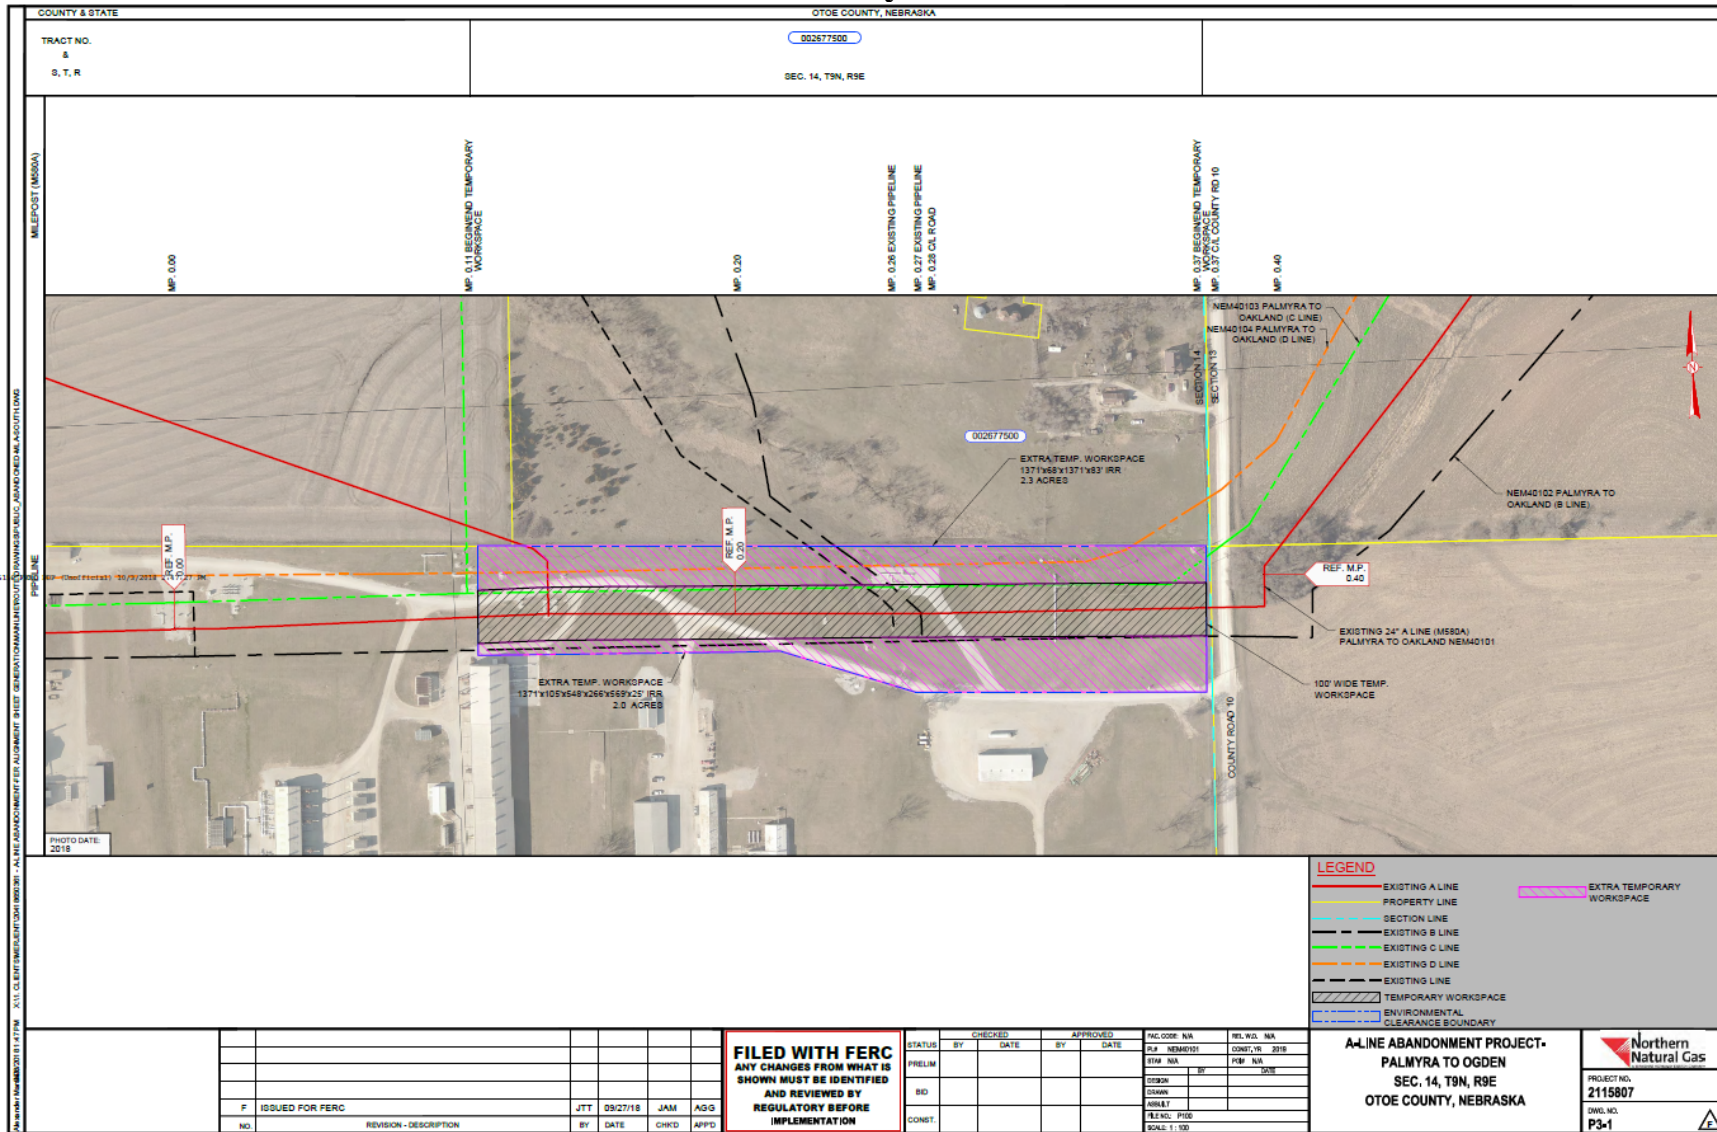 COUNTY & STATE
OTOE COUNTY, NEBRASKA
TRACT NO.
&
S, T, R
002677500
SEC. 14, T9N, R9E
MILEPOST (M580A)
MP. 0.00
MP. 0.11 BEGIN/END TEMPORARY
WORKSPACE
MP. 0.20
MP. 0.26 EXISTING PIPELINE
MP. 0.27 EXISTING PIPELINE
MP. 0.28 C/L ROAD
MP. 0.37 BEGIN/END TEMPORARY
WORKSPACE
MP. 0.37 C/L COUNTY RD 10
MP. 0.40
PIPELINE
NEM40103 PALMYRA TO
OAKLAND (C LINE)
NEM40104 PALMYRA TO
OAKLAND (D LINE)
SECTION 14
SECTION 13
N
002677500
EXTRA TEMP. WORKSPACE
1371'x68'x1371'x83' IRR
2.3 ACRES
NEM40102 PALMYRA TO
OAKLAND (B LINE)
REF. M.P.
0.00
REF. M.P.
0.20
REF. M.P.
0.40
EXISTING 24" A LINE (M580A)
PALMYRA TO OAKLAND NEM40101
EXTRA TEMP. WORKSPACE
1371'x105'x548'x266'x569'x25' IRR
2.0 ACRES
100' WIDE TEMP.
WORKSPACE
COUNTY ROAD 10
PHOTO DATE:
2018
LEGEND
EXISTING A LINE
PROPERTY LINE
SECTION LINE
EXISTING B LINE
EXISTING C LINE
EXISTING D LINE
EXISTING LINE
TEMPORARY WORKSPACE
ENVIRONMENTAL
CLEARANCE BOUNDARY
EXTRA TEMPORARY
WORKSPACE
F ISSUED FOR FERC JTT 09/27/18 JAM AGG
NO. REVISION - DESCRIPTION BY DATE CHK'D APP'D
FILED WITH FERC
ANY CHANGES FROM WHAT IS
SHOWN MUST BE IDENTIFIED
AND REVIEWED BY
REGULATORY BEFORE
IMPLEMENTATION
CHECKED APPROVED
STATUS BY DATE BY DATE
PRELIM
BID
CONST.
FAC. CODE: N/A REL. W.O. N/A
PL# NEM40101 CONST. YR 2019
STA# N/A POI# N/A
BY DATE
DESIGN
DRAWN
ASBUILT
FILE NO.: P100
SCALE: 1 : 100
A-LINE ABANDONMENT PROJECT-
PALMYRA TO OGDEN
SEC. 14, T9N, R9E
OTOE COUNTY, NEBRASKA
Northern
Natural Gas
PROJECT NO.
2115807
DWG. NO.
P3-1
F